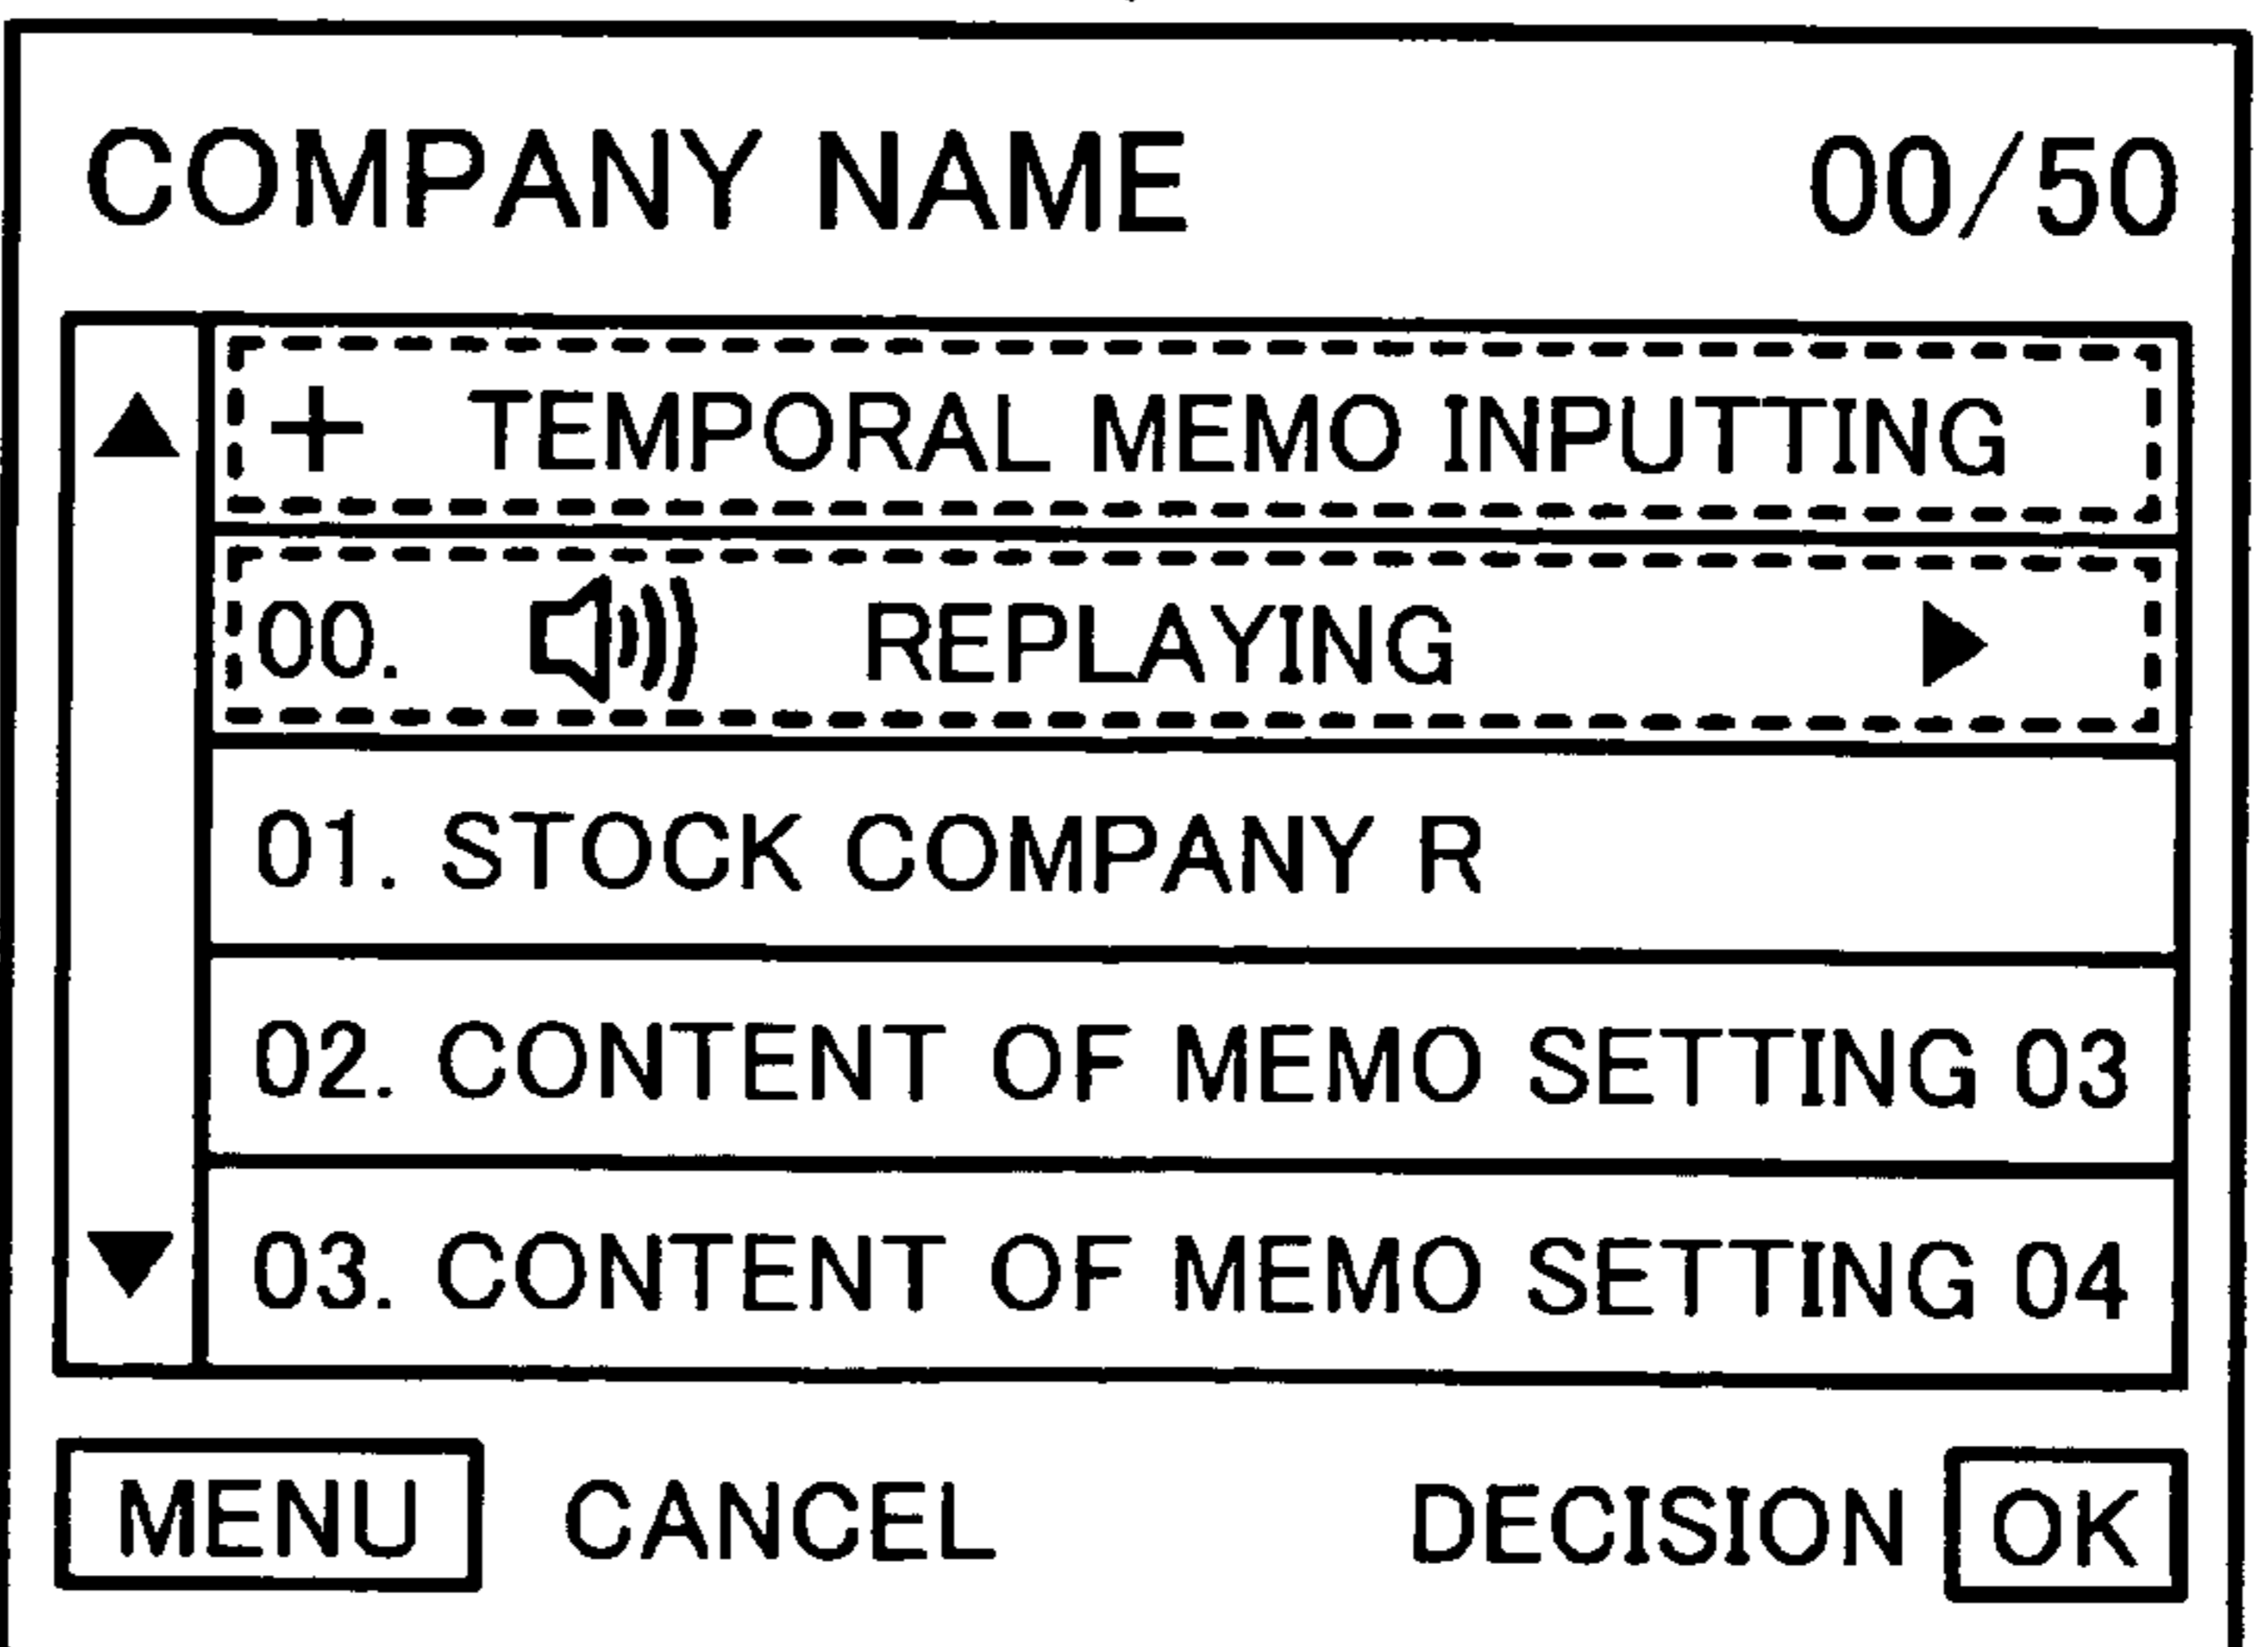 COMPANY NAME 00/50
+ TEMPORAL MEMO INPUTTING
00. REPLAYING
01. STOCK COMPANY R
02. CONTENT OF MEMO SETTING 03
03. CONTENT OF MEMO SETTING 04
MENU CANCEL DECISION OK